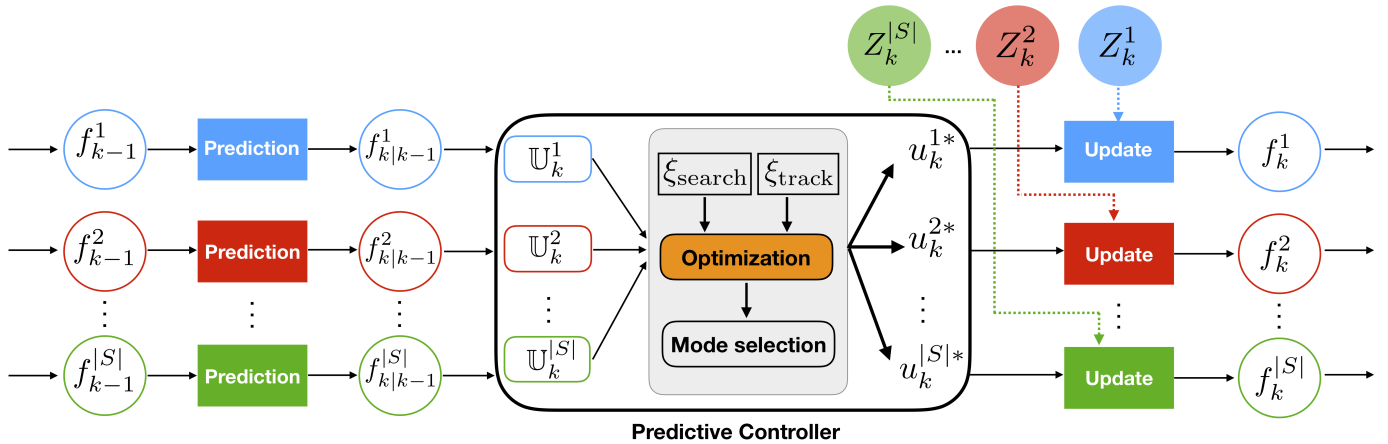 Z_k^{|S|} ... Z_k^2 Z_k^1
f_{k-1}^1 Prediction f_{k|k-1}^1 𝕌_k^1 ξ_search ξ_track u_k^{1*} Update f_k^1
f_{k-1}^2 Prediction f_{k|k-1}^2 𝕌_k^2 Optimization u_k^{2*} Update f_k^2
⋮ ⋮ ⋮ ⋮ ⋮ ⋮ ⋮
f_{k-1}^{|S|} Prediction f_{k|k-1}^{|S|} 𝕌_k^{|S|} Mode selection u_k^{|S|*} Update f_k^{|S|}
Predictive Controller